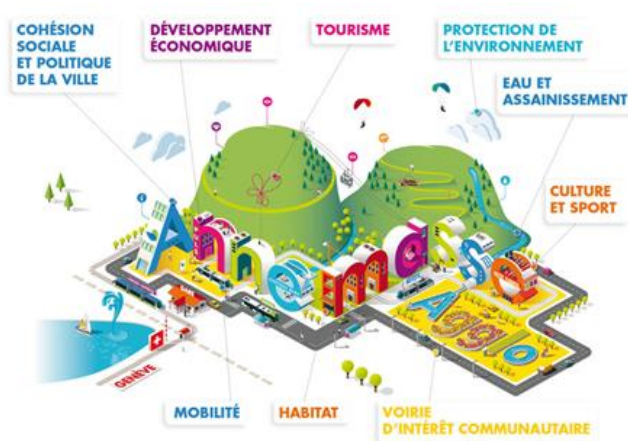 COHÉSION
SOCIALE
ET POLITIQUE
DE LA VILLE
DÉVELOPPEMENT
ÉCONOMIQUE
TOURISME
PROTECTION DE
L'ENVIRONNEMENT
EAU ET
ASSAINISSEMENT
CULTURE
ET SPORT
Annemasse
Agglo
GARE
GENÈVE
MOBILITÉ
HABITAT
VOIRIE
D'INTÉRÊT COMMUNAUTAIRE